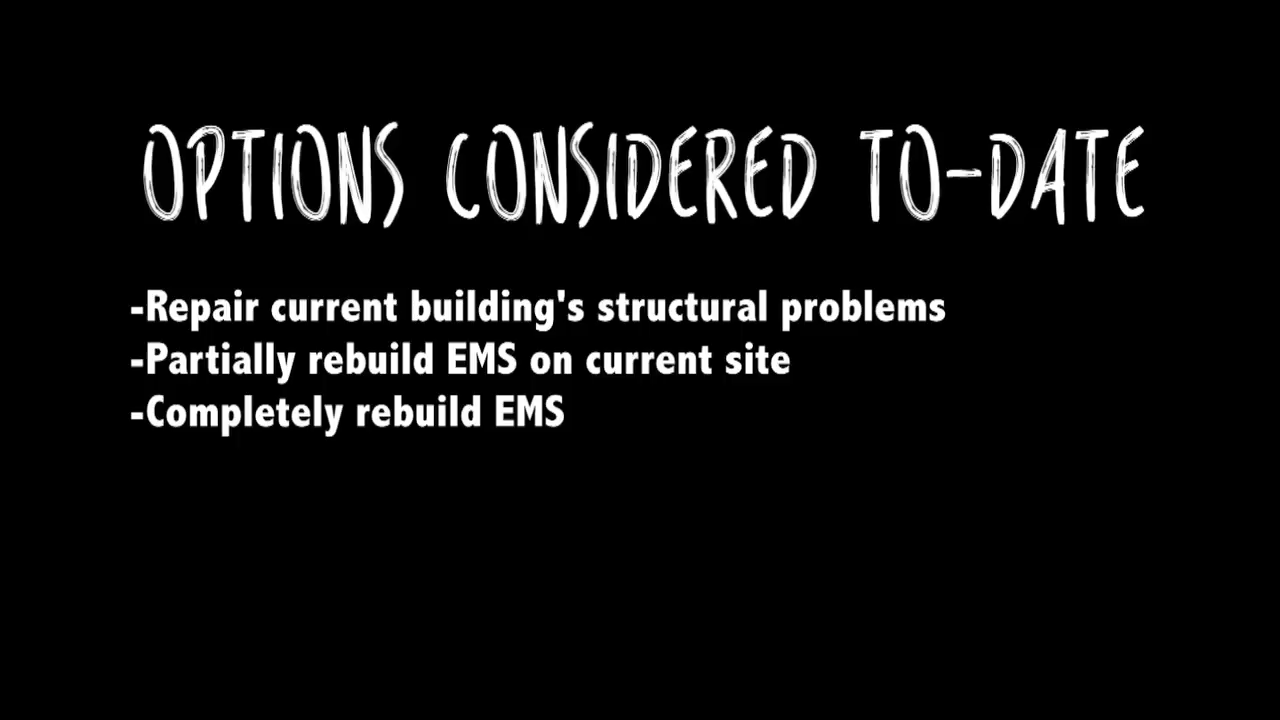 OPTIONS CONSIDERED TO-DATE
-Repair current building's structural problems
-Partially rebuild EMS on current site
-Completely rebuild EMS